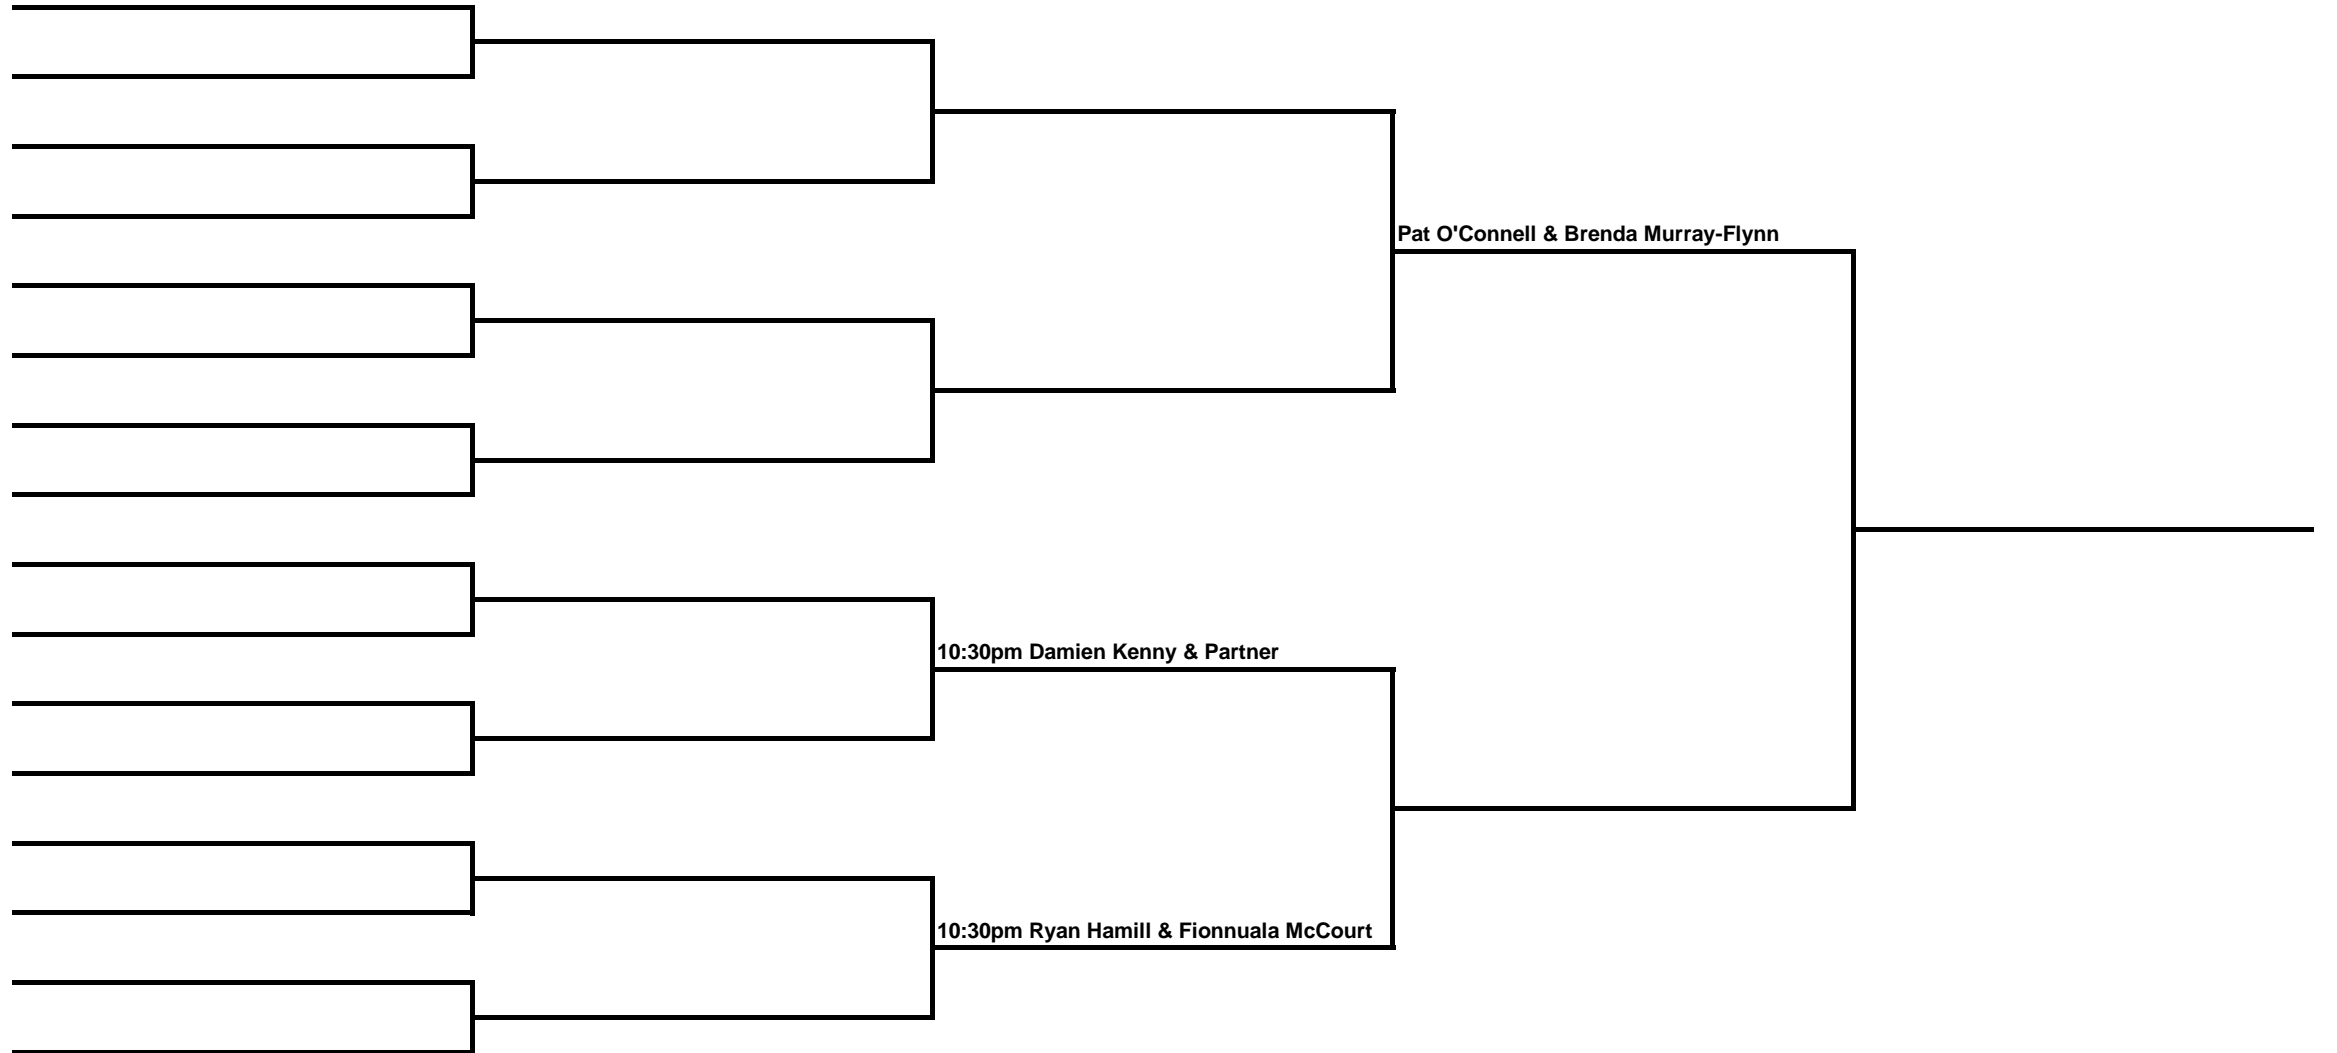 Pat O'Connell & Brenda Murray-Flynn
10:30pm Damien Kenny & Partner
10:30pm Ryan Hamill & Fionnuala McCourt